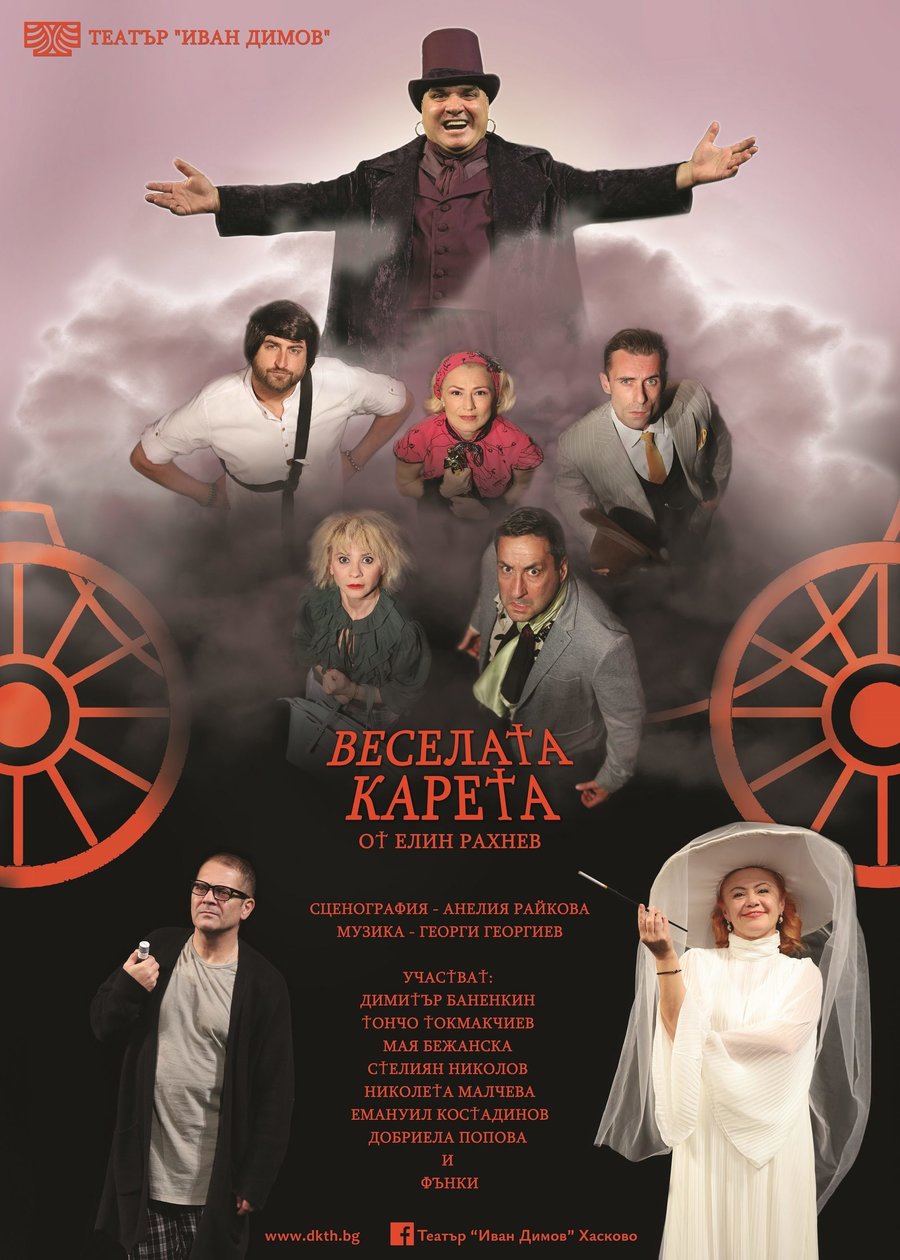 ТЕАТЪР "ИВАН ДИМОВ"
ВЕСЕЛАТА
КАРЕТА
ОТ ЕЛИН РАХНЕВ
СЦЕНОГРАФИЯ - АНЕЛИЯ РАЙКОВА
МУЗИКА - ГЕОРГИ ГЕОРГИЕВ
УЧАСТВАТ:
ДИМИТЪР БАНЕНКИН
ТОНЧО ТОКМАКЧИЕВ
МАЯ БЕЖАНСКА
СТЕЛИЯН НИКОЛОВ
НИКОЛЕТА МАЛЧЕВА
ЕМАНУИЛ КОСТАДИНОВ
ДОБРИЕЛА ПОПОВА
И
ФЪНКИ
www.dkth.bg Театър "Иван Димов" Хасково